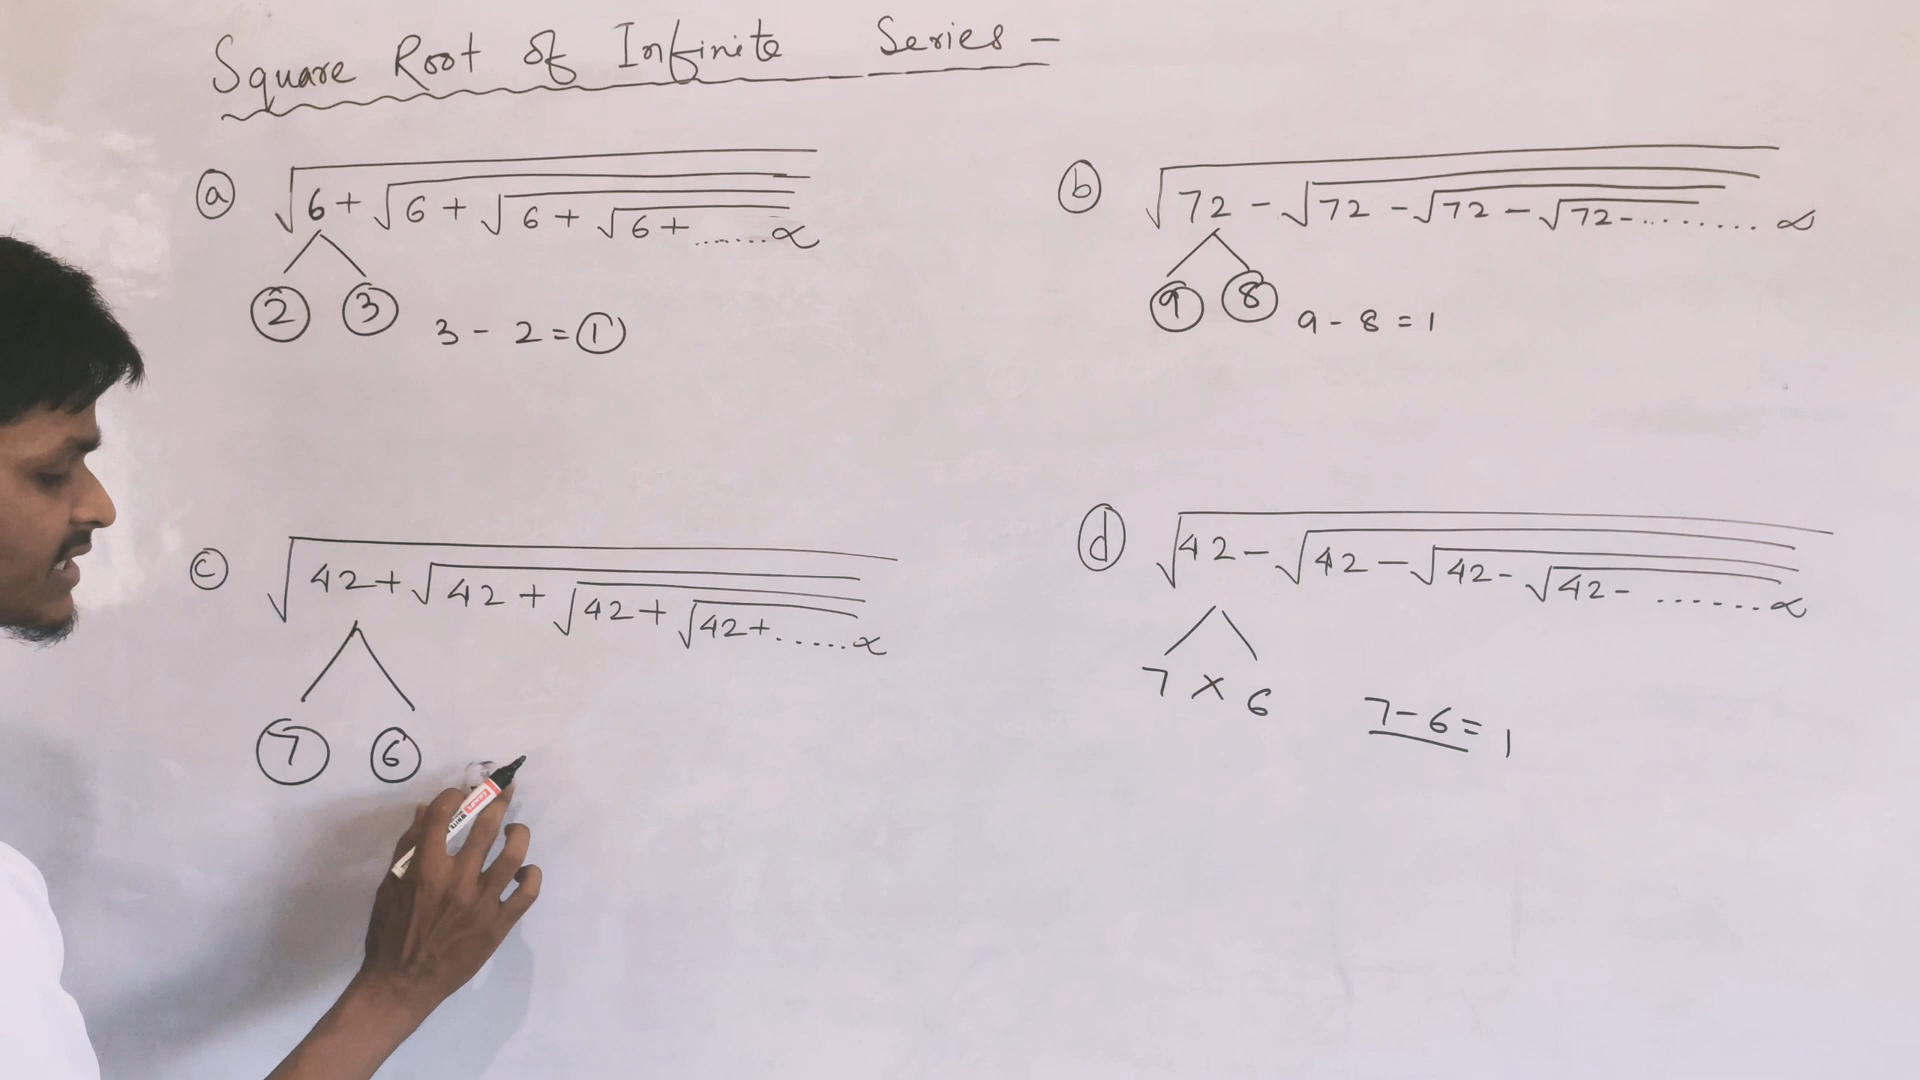 Square Root of Infinite Series -
ⓐ √6+√6+√6+√6+.......∝
② ③ 3 - 2 = ①
ⓑ √72-√72-√72-√72-........∝
⑨ ⑧ 9 - 8 = 1
ⓒ √42+√42+√42+√42+......∝
⑦ ⑥
ⓓ √42-√42-√42-√42-.......∝
7 × 6 7-6= 1